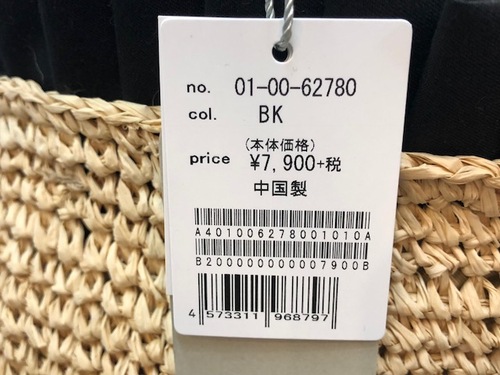 no. 01-00-62780
col. BK
(本体価格)
price ¥7,900+税
中国製
A401006278001010A
B200000000007900B
4 573311 968797